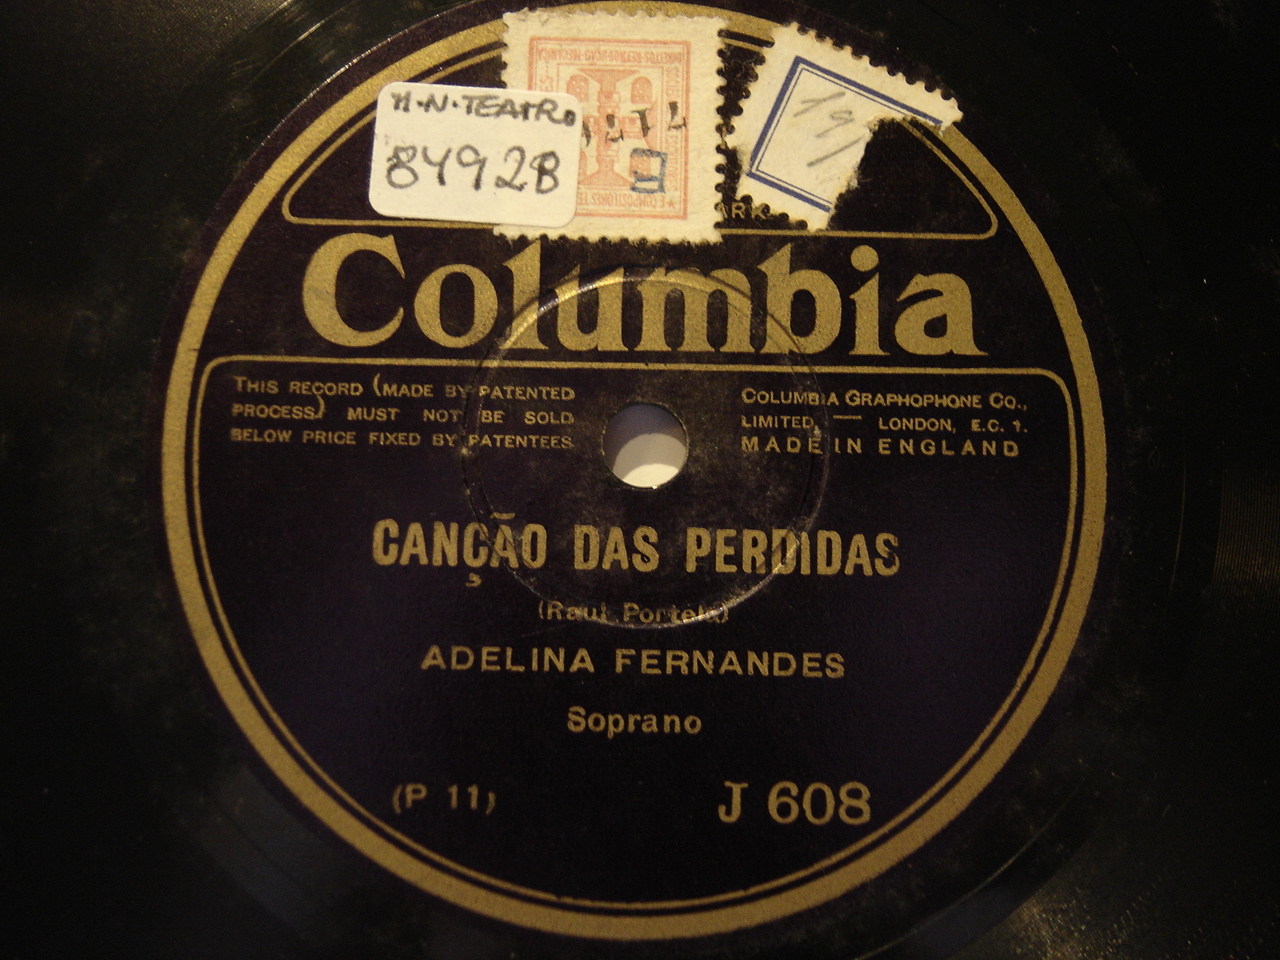 M.N.TEATRO
84928
Columbia
THIS RECORD (MADE BY PATENTED
PROCESS) MUST NOT BE SOLD
BELOW PRICE FIXED BY PATENTEES
COLUMBIA GRAPHOPHONE CO.,
LIMITED, — LONDON, E.C. 1.
MADE IN ENGLAND
CANÇÃO DAS PERDIDAS
(Raul Portela)
ADELINA FERNANDES
Soprano
(P 11)
J 608